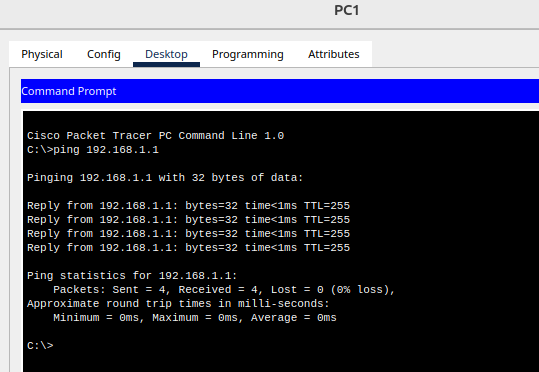 PC1
Physical Config Desktop Programming Attributes
Command Prompt
Cisco Packet Tracer PC Command Line 1.0
C:\>ping 192.168.1.1
Pinging 192.168.1.1 with 32 bytes of data:
Reply from 192.168.1.1: bytes=32 time<1ms TTL=255
Reply from 192.168.1.1: bytes=32 time<1ms TTL=255
Reply from 192.168.1.1: bytes=32 time<1ms TTL=255
Reply from 192.168.1.1: bytes=32 time<1ms TTL=255
Ping statistics for 192.168.1.1:
Packets: Sent = 4, Received = 4, Lost = 0 (0% loss),
Approximate round trip times in milli-seconds:
Minimum = 0ms, Maximum = 0ms, Average = 0ms
C:\>